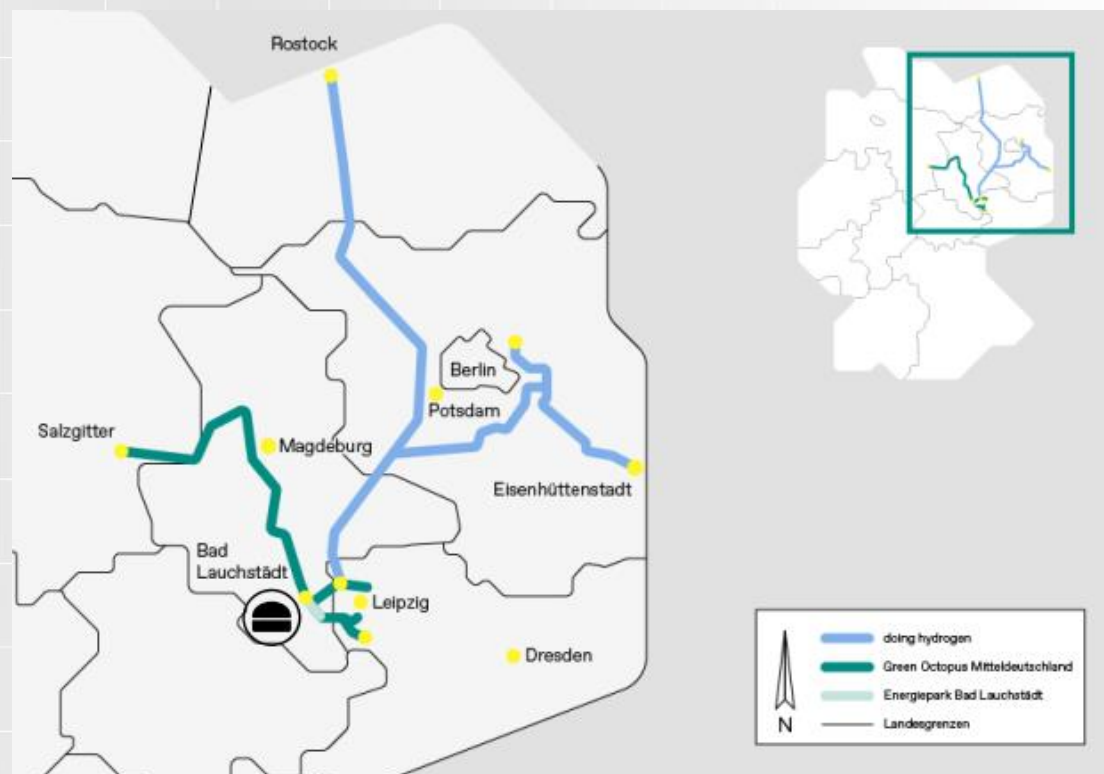 Rostock
Berlin
Potsdam
Salzgitter
Magdeburg
Eisenhüttenstadt
Bad
Lauchstädt
Leipzig
Dresden
doing hydrogen
Green Octopus Mitteldeutschland
Energiepark Bad Lauchstädt
Landesgrenzen
N